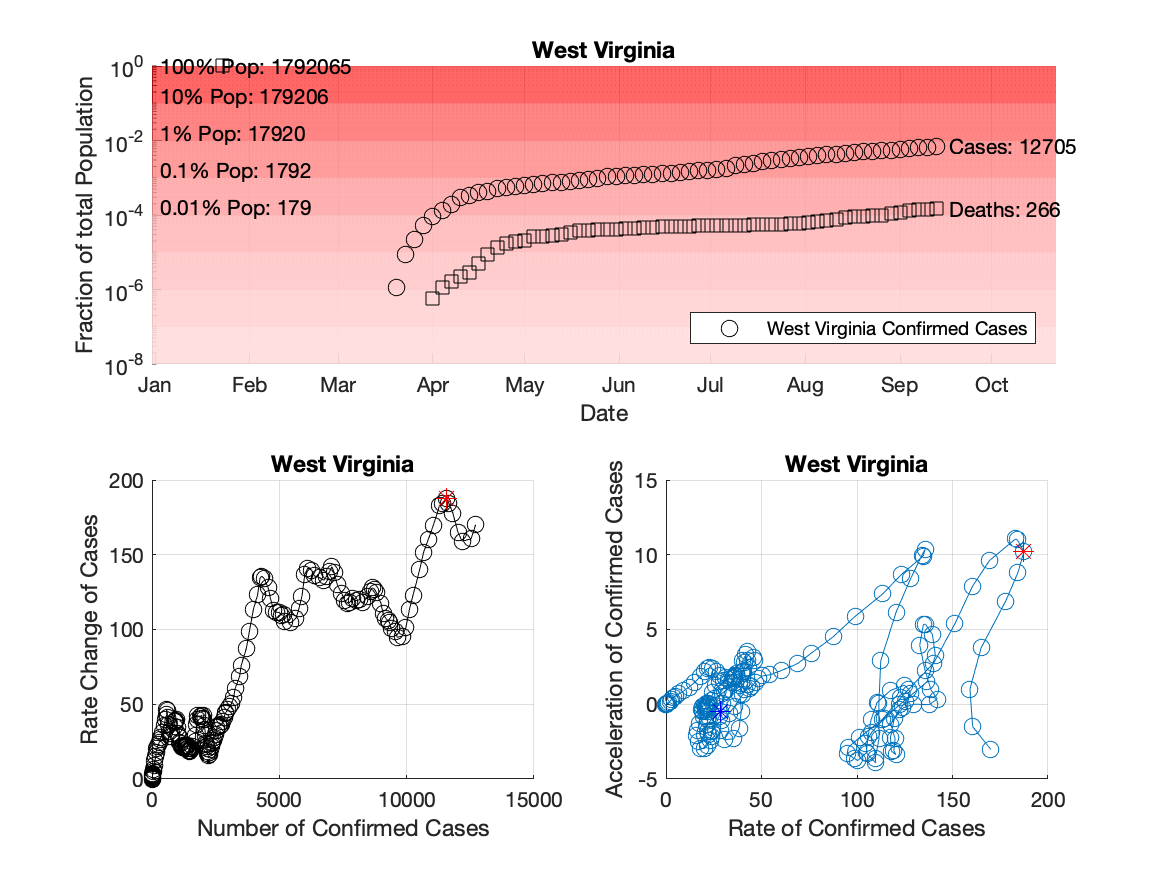 West Virginia
Fraction of total Population
10^0
10^-2
10^-4
10^-6
10^-8
100% Pop: 1792065
10% Pop: 179206
1% Pop: 17920
0.1% Pop: 1792
0.01% Pop: 179
Cases: 12705
Deaths: 266
West Virginia Confirmed Cases
Jan Feb Mar Apr May Jun Jul Aug Sep Oct
Date
West Virginia
Rate Change of Cases
200
150
100
50
0
0 5000 10000 15000
Number of Confirmed Cases
West Virginia
Acceleration of Confirmed Cases
15
10
5
0
-5
0 50 100 150 200
Rate of Confirmed Cases